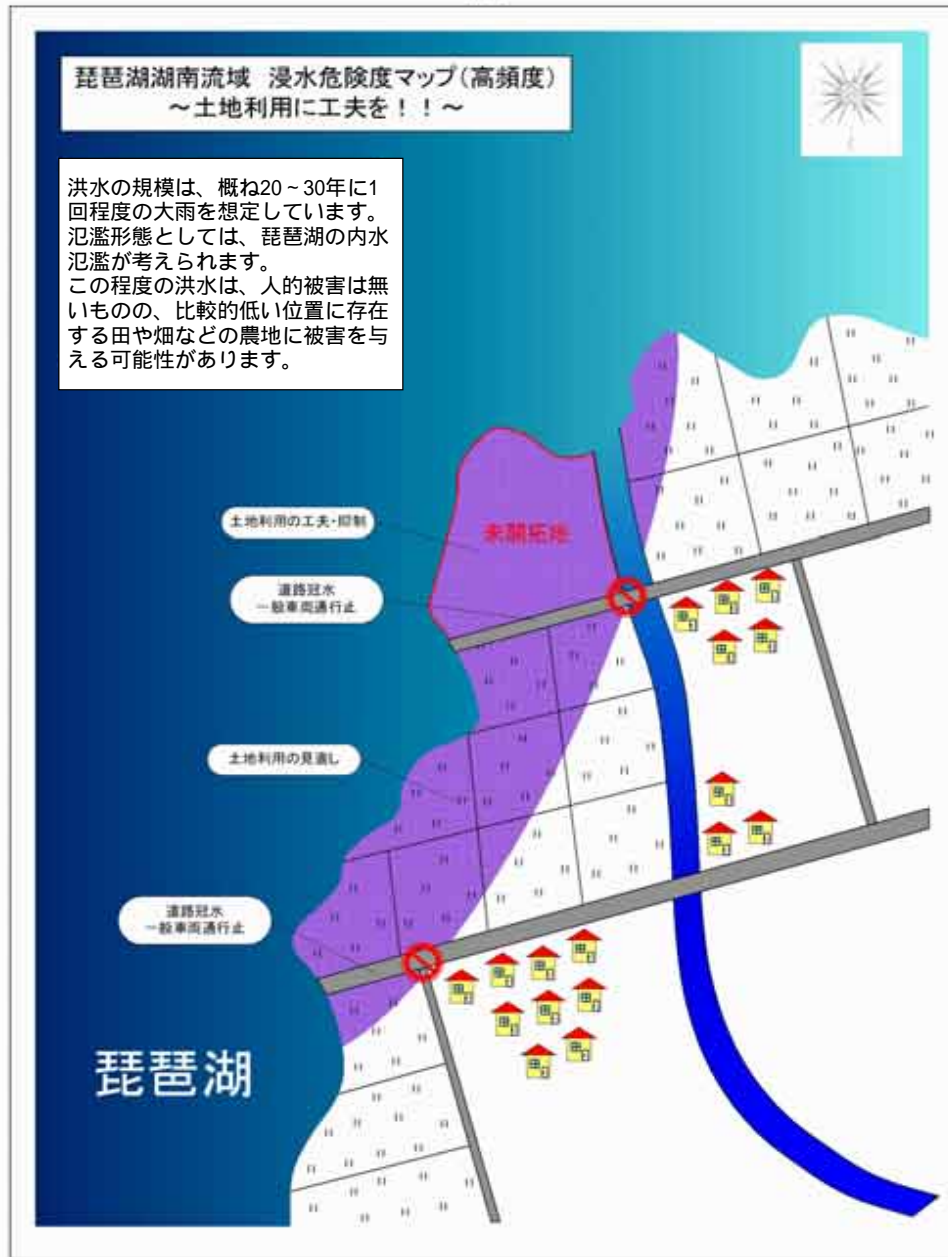 琵琶湖湖南流域 浸水危険度マップ(高頻度)
～土地利用に工夫を！！～
洪水の規模は、概ね20～30年に1
回程度の大雨を想定しています。
氾濫形態としては、琵琶湖の内水
氾濫が考えられます。
この程度の洪水は、人的被害は無
いものの、比較的低い位置に存在
する田や畑などの農地に被害を与
える可能性があります。
土地利用の工夫・抑制
未開拓地
道路冠水
一般車両通行止
土地利用の見直し
道路冠水
一般車両通行止
琵琶湖